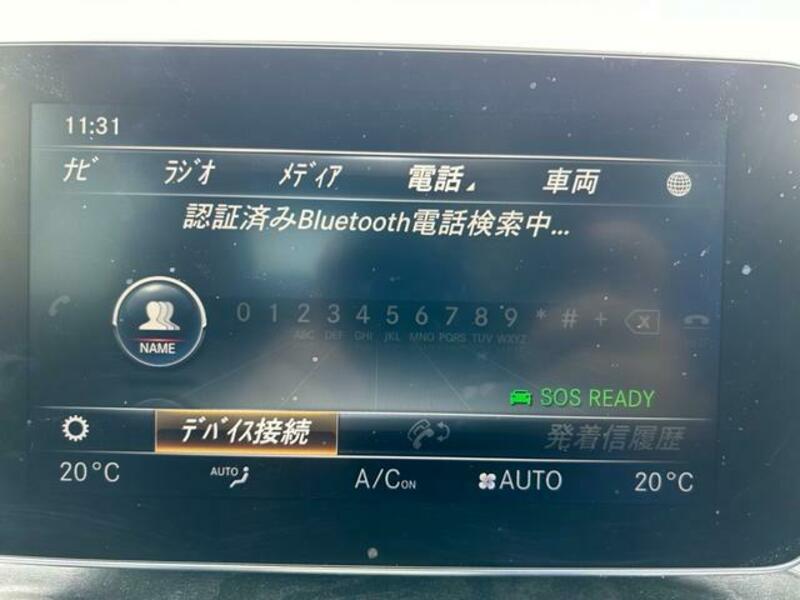 11:31
ナビ ラジオ メディア 電話 車両
認証済みBluetooth電話検索中...
0 1 2 3 4 5 6 7 8 9 * # +
ABC DEF GHI JKL MNO PQRS TUV WXYZ
NAME
SOS READY
デバイス接続 発着信履歴
20°C AUTO A/C ON AUTO 20°C